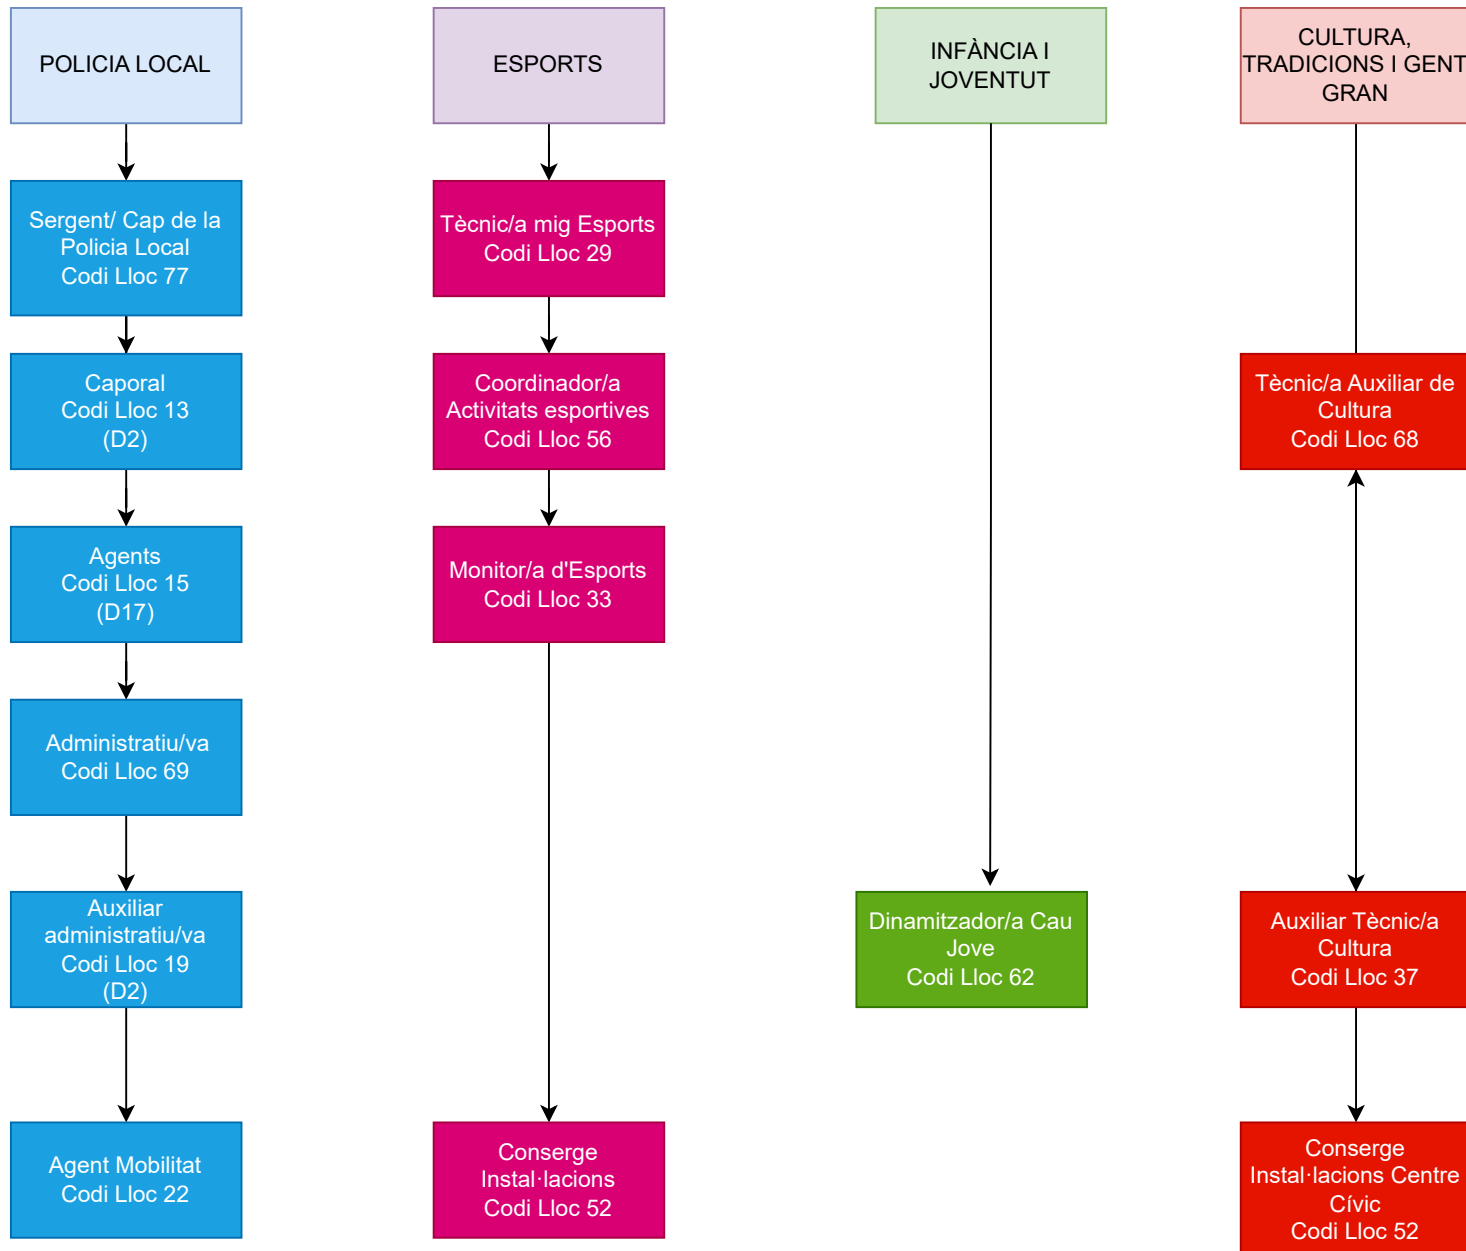 POLICIA LOCAL
Sergent/ Cap de la
Policia Local
Codi Lloc 77
Caporal
Codi Lloc 13
(D2)
Agents
Codi Lloc 15
(D17)
Administratiu/va
Codi Lloc 69
Auxiliar
administratiu/va
Codi Lloc 19
(D2)
Agent Mobilitat
Codi Lloc 22
ESPORTS
Tècnic/a mig Esports
Codi Lloc 29
Coordinador/a
Activitats esportives
Codi Lloc 56
Monitor/a d'Esports
Codi Lloc 33
Conserge
Instal·lacions
Codi Lloc 52
INFÀNCIA I
JOVENTUT
Dinamitzador/a Cau
Jove
Codi Lloc 62
CULTURA,
TRADICIONS I GENT
GRAN
Tècnic/a Auxiliar de
Cultura
Codi Lloc 68
Auxiliar Tècnic/a
Cultura
Codi Lloc 37
Conserge
Instal·lacions Centre
Cívic
Codi Lloc 52